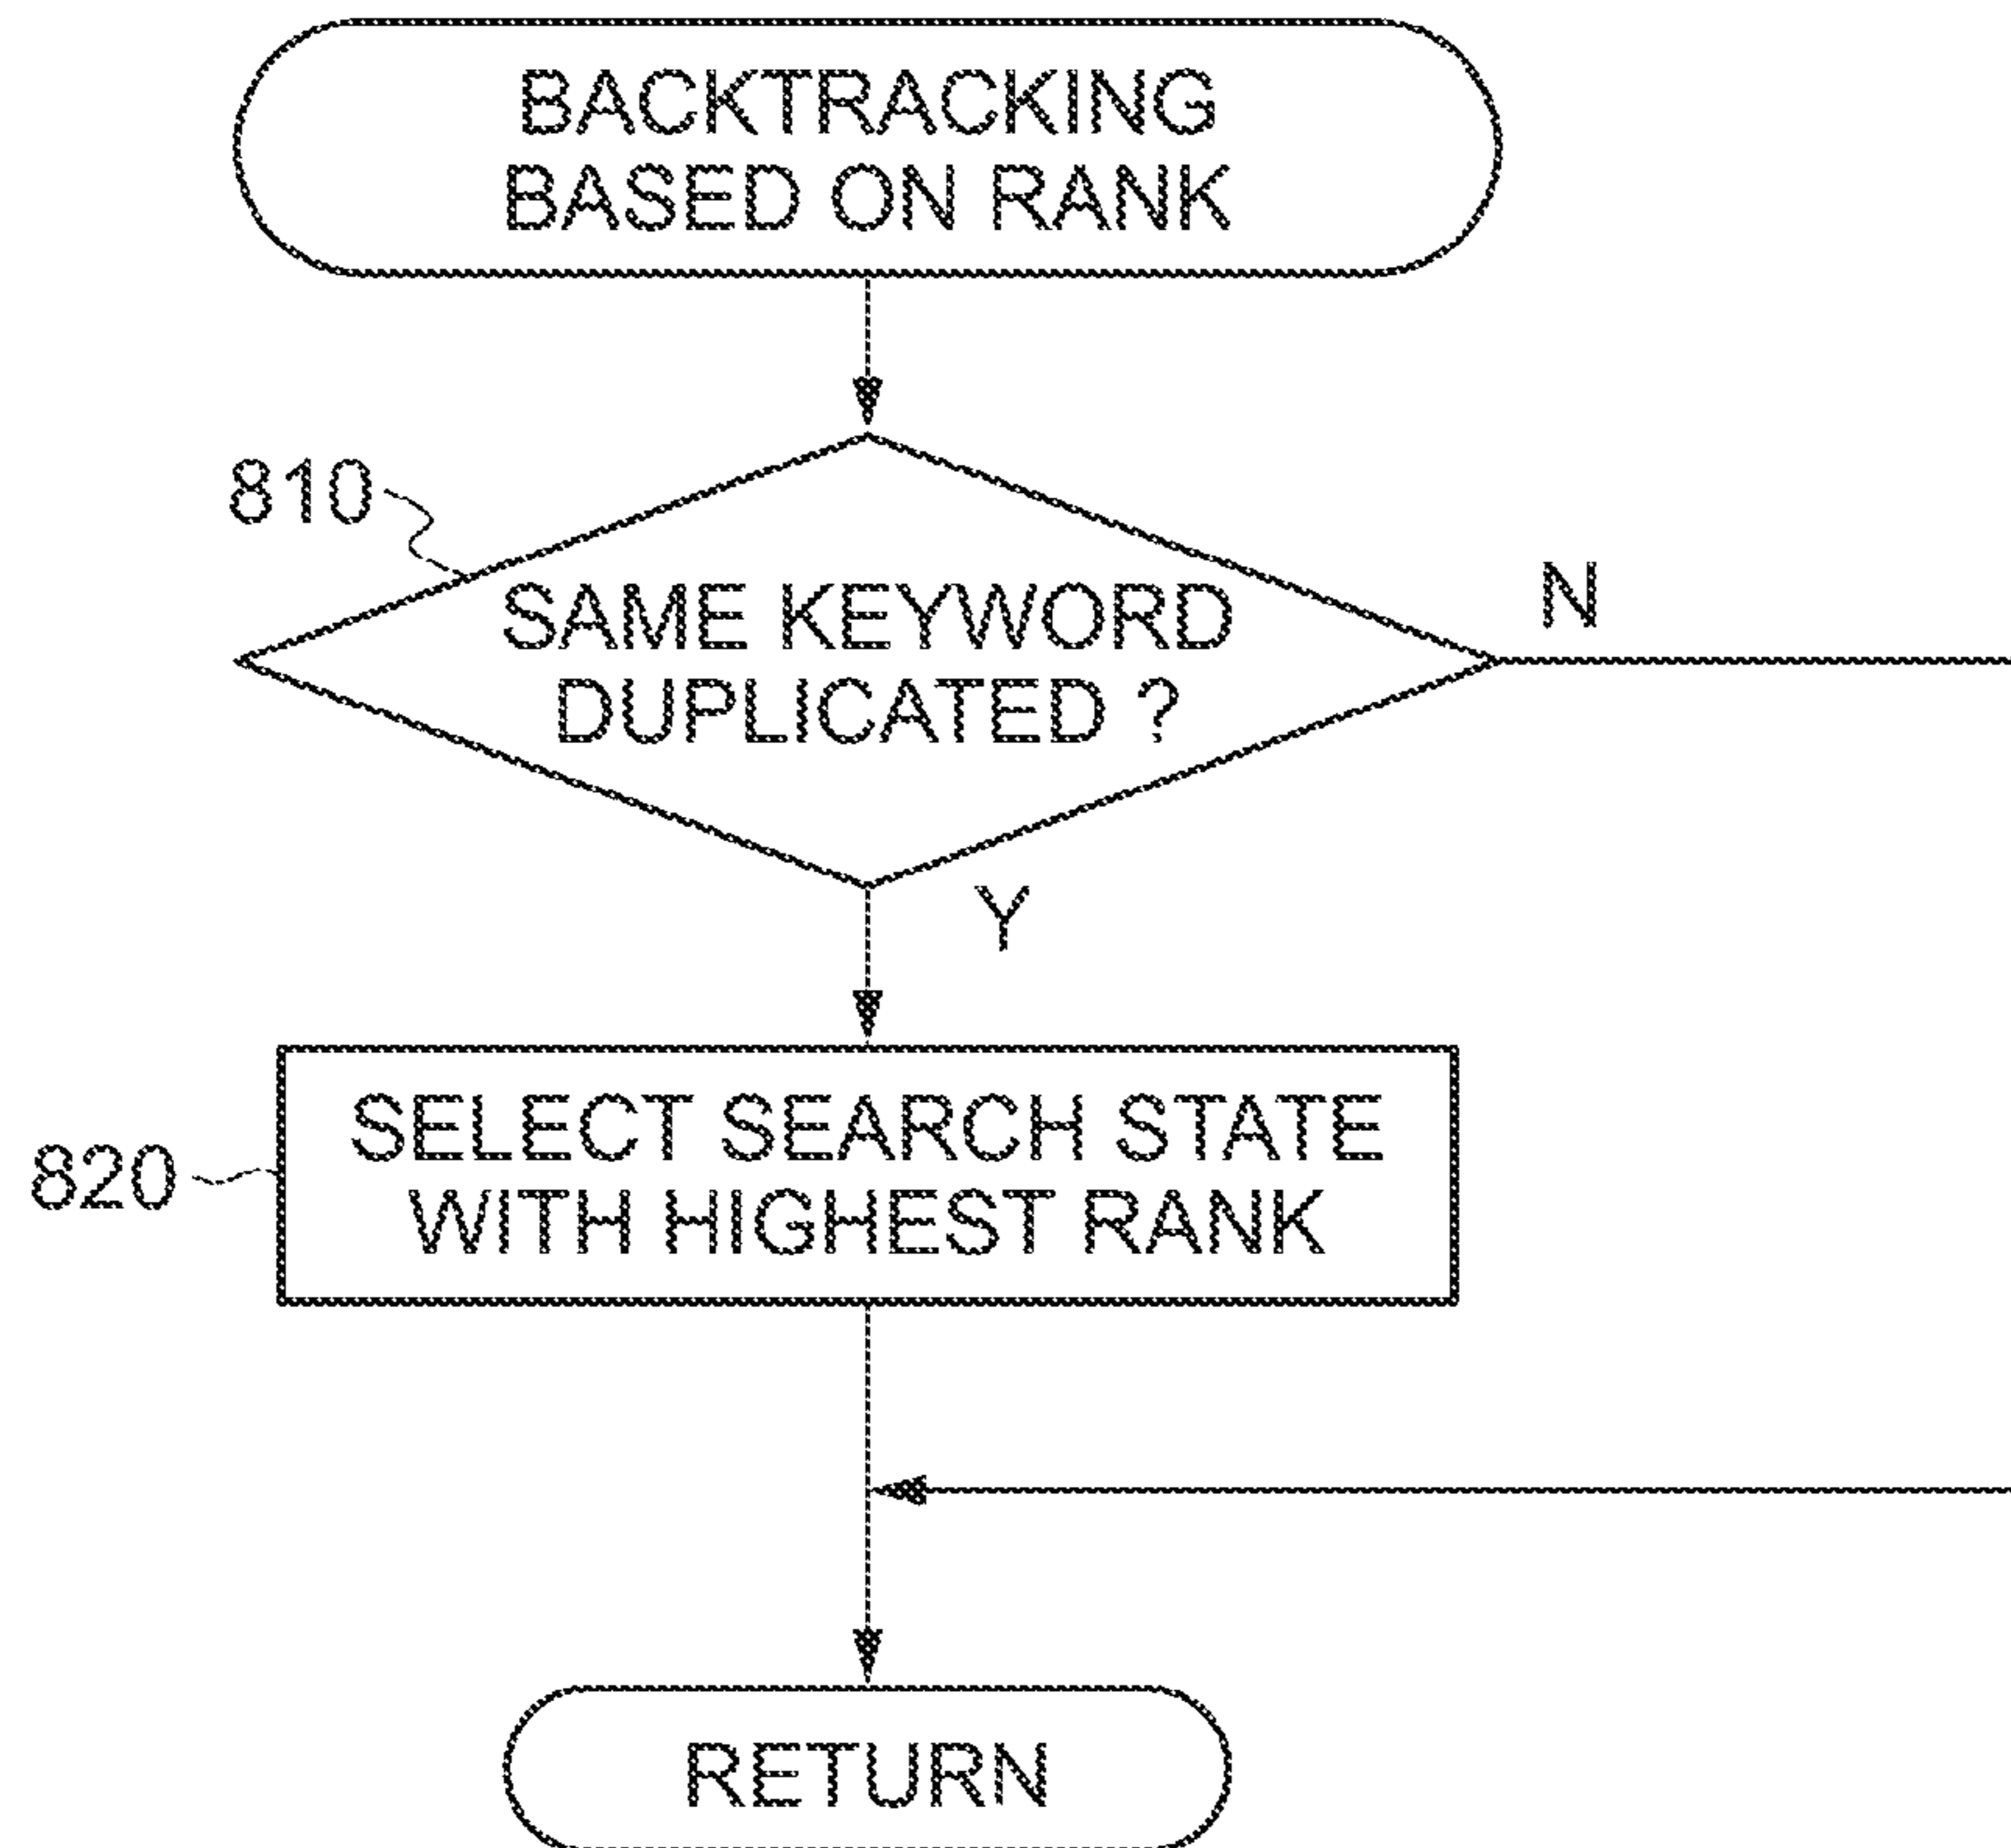 BACKTRACKING
BASED ON RANK
810
SAME KEYWORD
DUPLICATED ?
N
Y
820
SELECT SEARCH STATE
WITH HIGHEST RANK
RETURN